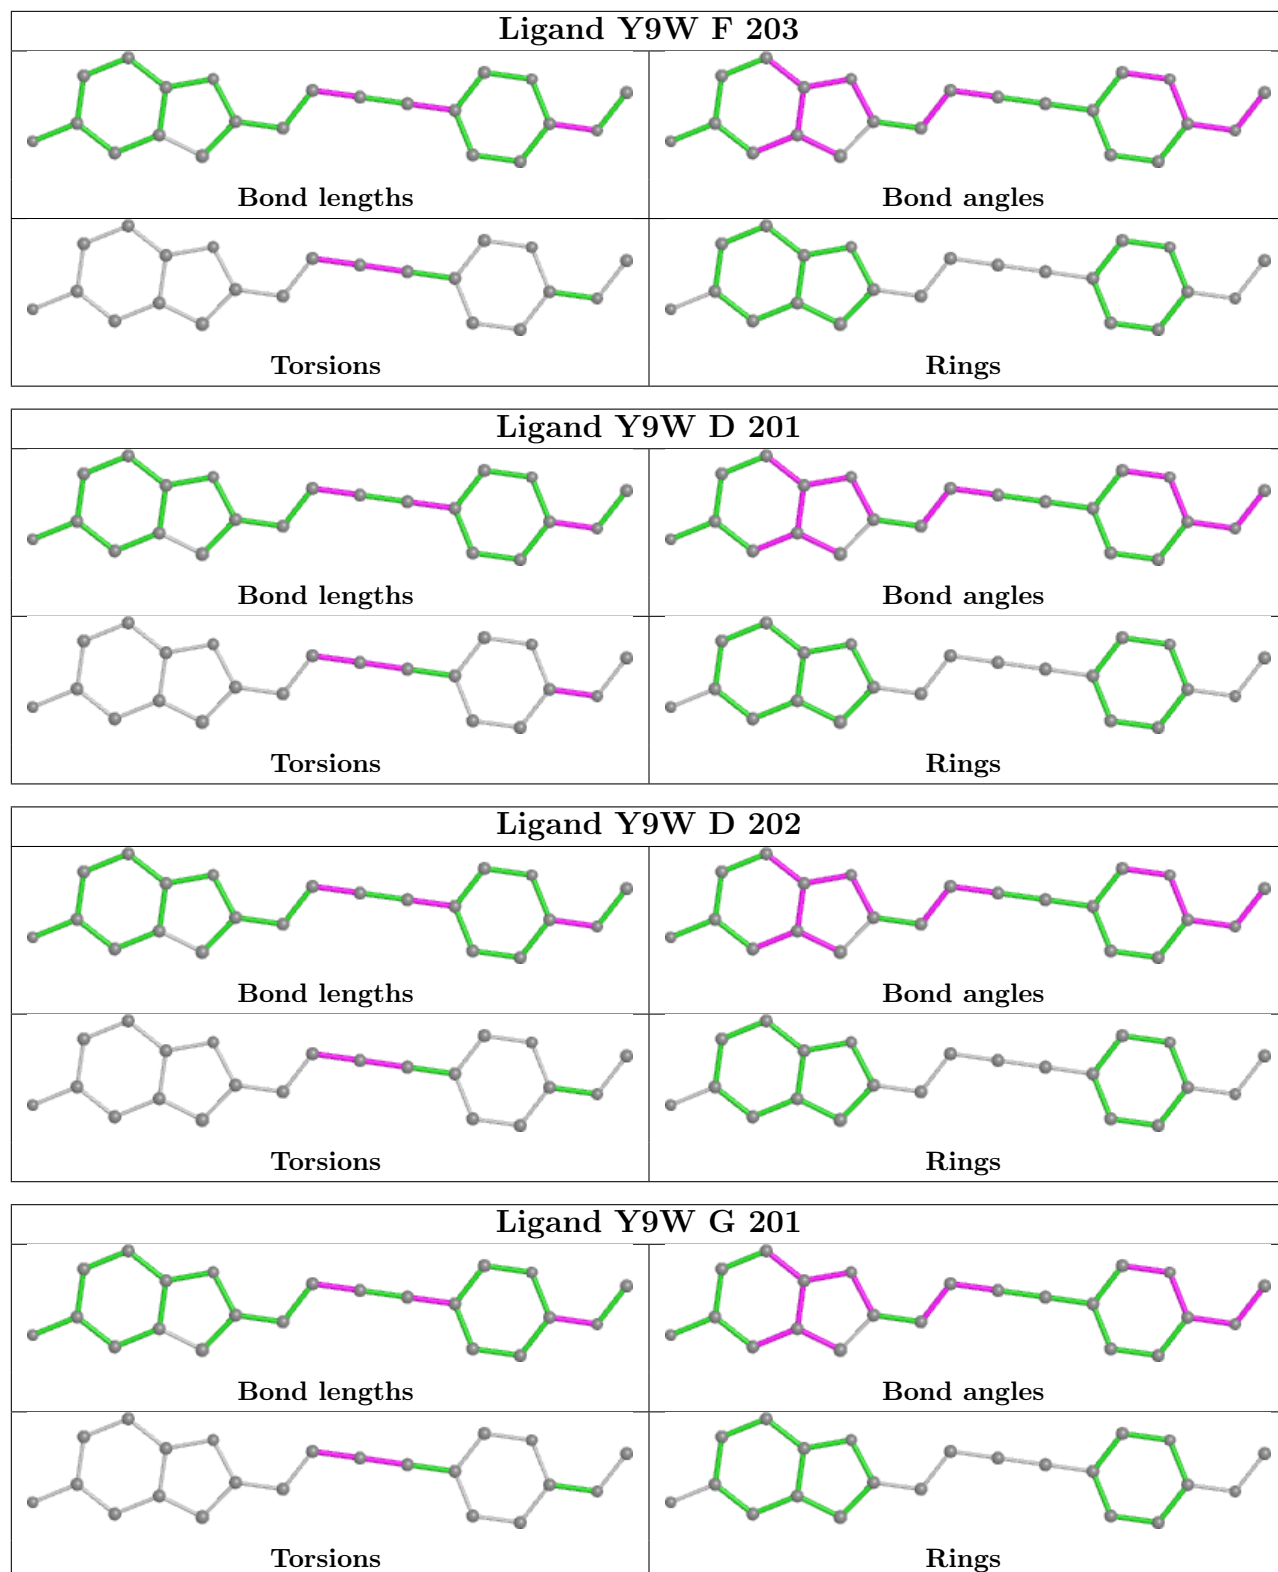 Ligand Y9W F 203
Bond lengths
Bond angles
Torsions
Rings
Ligand Y9W D 201
Bond lengths
Bond angles
Torsions
Rings
Ligand Y9W D 202
Bond lengths
Bond angles
Torsions
Rings
Ligand Y9W G 201
Bond lengths
Bond angles
Torsions
Rings